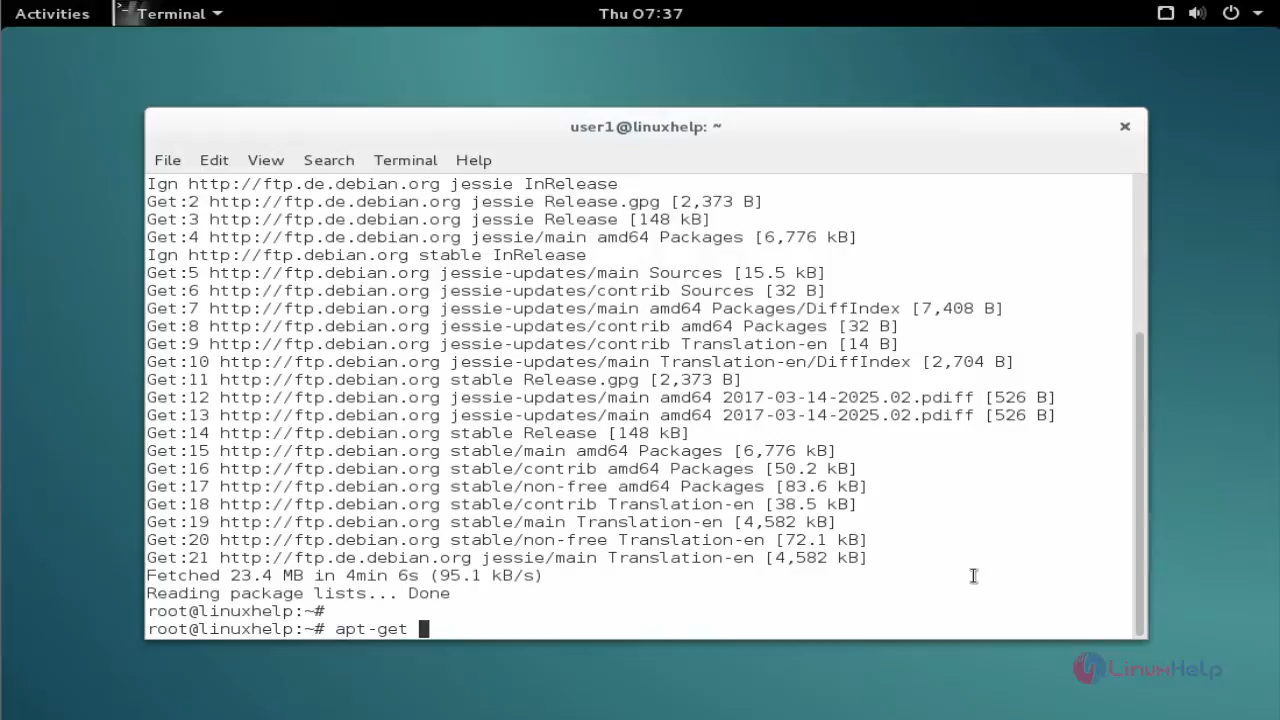 Activities Terminal Thu 07:37
user1@linuxhelp: ~
File Edit View Search Terminal Help
Ign http://ftp.de.debian.org jessie InRelease
Get:2 http://ftp.de.debian.org jessie Release.gpg [2,373 B]
Get:3 http://ftp.de.debian.org jessie Release [148 kB]
Get:4 http://ftp.de.debian.org jessie/main amd64 Packages [6,776 kB]
Ign http://ftp.debian.org stable InRelease
Get:5 http://ftp.debian.org jessie-updates/main Sources [15.5 kB]
Get:6 http://ftp.debian.org jessie-updates/contrib Sources [32 B]
Get:7 http://ftp.debian.org jessie-updates/main amd64 Packages/DiffIndex [7,408 B]
Get:8 http://ftp.debian.org jessie-updates/contrib amd64 Packages [32 B]
Get:9 http://ftp.debian.org jessie-updates/contrib Translation-en [14 B]
Get:10 http://ftp.debian.org jessie-updates/main Translation-en/DiffIndex [2,704 B]
Get:11 http://ftp.debian.org stable Release.gpg [2,373 B]
Get:12 http://ftp.debian.org jessie-updates/main amd64 2017-03-14-2025.02.pdiff [526 B]
Get:13 http://ftp.debian.org jessie-updates/main amd64 2017-03-14-2025.02.pdiff [526 B]
Get:14 http://ftp.debian.org stable Release [148 kB]
Get:15 http://ftp.debian.org stable/main amd64 Packages [6,776 kB]
Get:16 http://ftp.debian.org stable/contrib amd64 Packages [50.2 kB]
Get:17 http://ftp.debian.org stable/non-free amd64 Packages [83.6 kB]
Get:18 http://ftp.debian.org stable/contrib Translation-en [38.5 kB]
Get:19 http://ftp.debian.org stable/main Translation-en [4,582 kB]
Get:20 http://ftp.debian.org stable/non-free Translation-en [72.1 kB]
Get:21 http://ftp.de.debian.org jessie/main Translation-en [4,582 kB]
Fetched 23.4 MB in 4min 6s (95.1 kB/s)
Reading package lists... Done
root@linuxhelp:~#
root@linuxhelp:~# apt-get
LinuxHelp